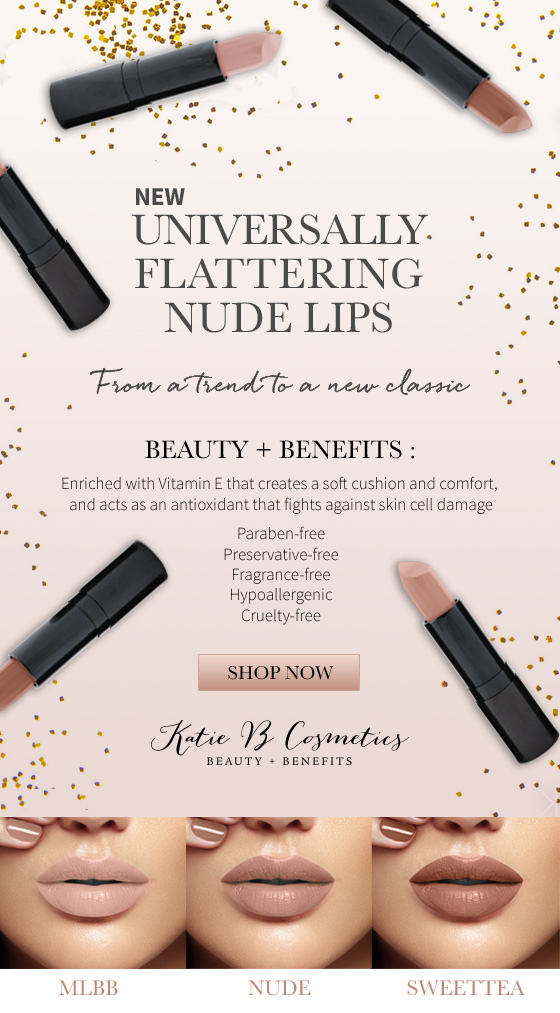 NEW
UNIVERSALLY
FLATTERING
NUDE LIPS
From a trend to a new classic
BEAUTY + BENEFITS :
Enriched with Vitamin E that creates a soft cushion and comfort,
and acts as an antioxidant that fights against skin cell damage
Paraben-free
Preservative-free
Fragrance-free
Hypoallergenic
Cruelty-free
SHOP NOW
Katie B Cosmetics
BEAUTY + BENEFITS
MLBB NUDE SWEETTEA